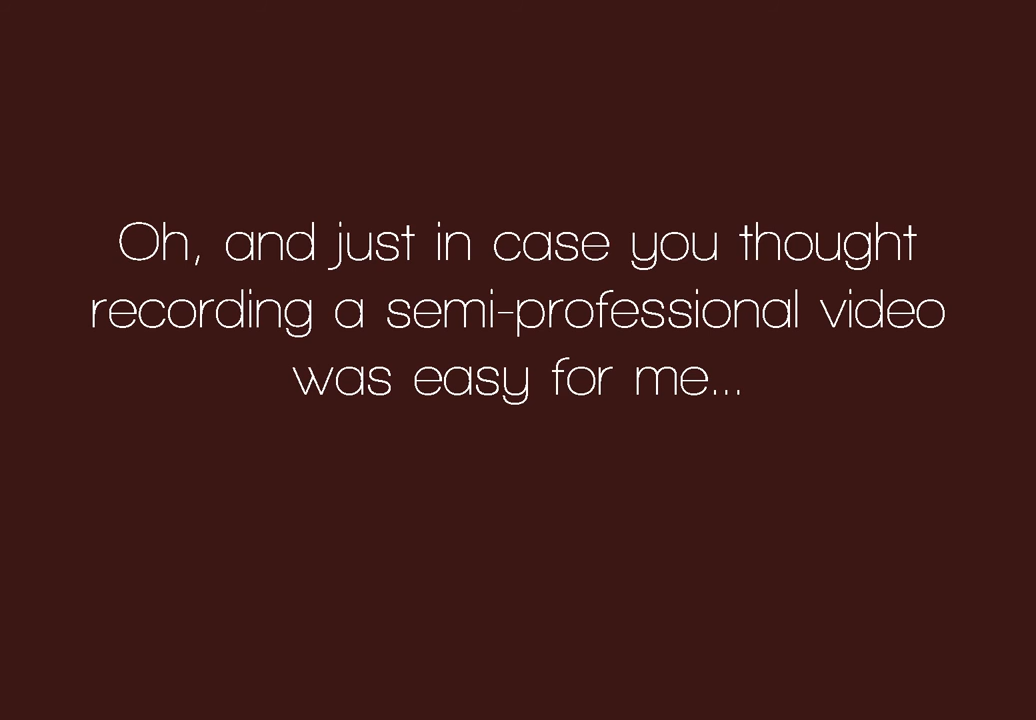 Oh, and just in case you thought
recording a semi-professional video
was easy for me...